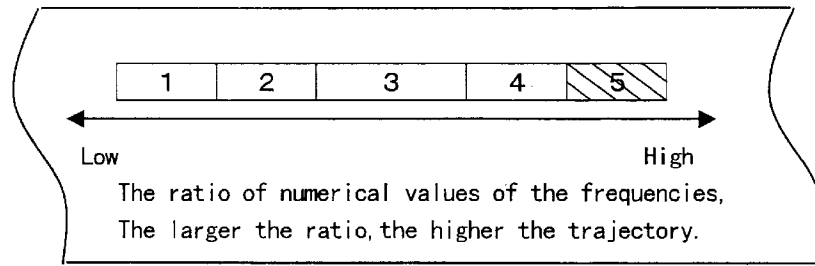 1 2 3 4 5
Low High
The ratio of numerical values of the frequencies,
The larger the ratio, the higher the trajectory.